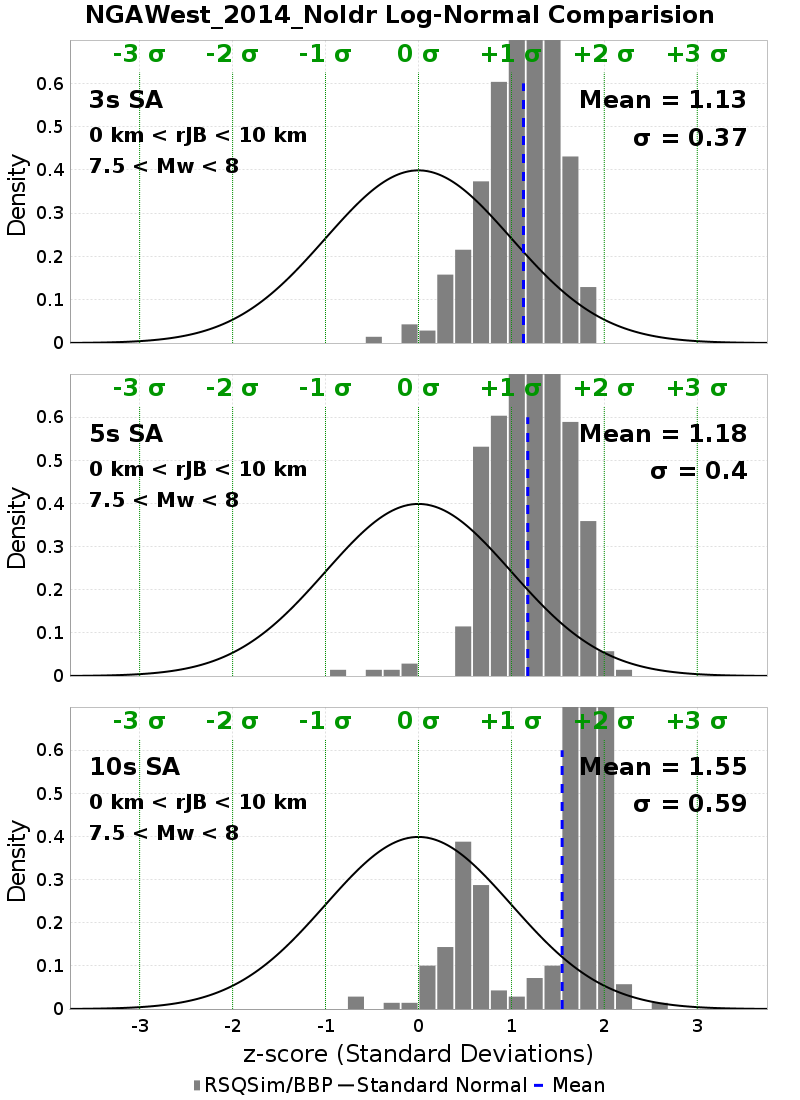 NGAWest_2014_NoIdr Log-Normal Comparision
-3 σ -2 σ -1 σ 0 σ +1 σ +2 σ +3 σ
3s SA Mean = 1.13
0 km < rJB < 10 km σ = 0.37
7.5 < Mw < 8
Density
0.6
0.5
0.4
0.3
0.2
0.1
0
-3 σ -2 σ -1 σ 0 σ +1 σ +2 σ +3 σ
5s SA Mean = 1.18
0 km < rJB < 10 km σ = 0.4
7.5 < Mw < 8
Density
0.6
0.5
0.4
0.3
0.2
0.1
0
-3 σ -2 σ -1 σ 0 σ +1 σ +2 σ +3 σ
10s SA Mean = 1.55
0 km < rJB < 10 km σ = 0.59
7.5 < Mw < 8
Density
0.6
0.5
0.4
0.3
0.2
0.1
0
-3 -2 -1 0 1 2 3
z-score (Standard Deviations)
RSQSim/BBP Standard Normal Mean